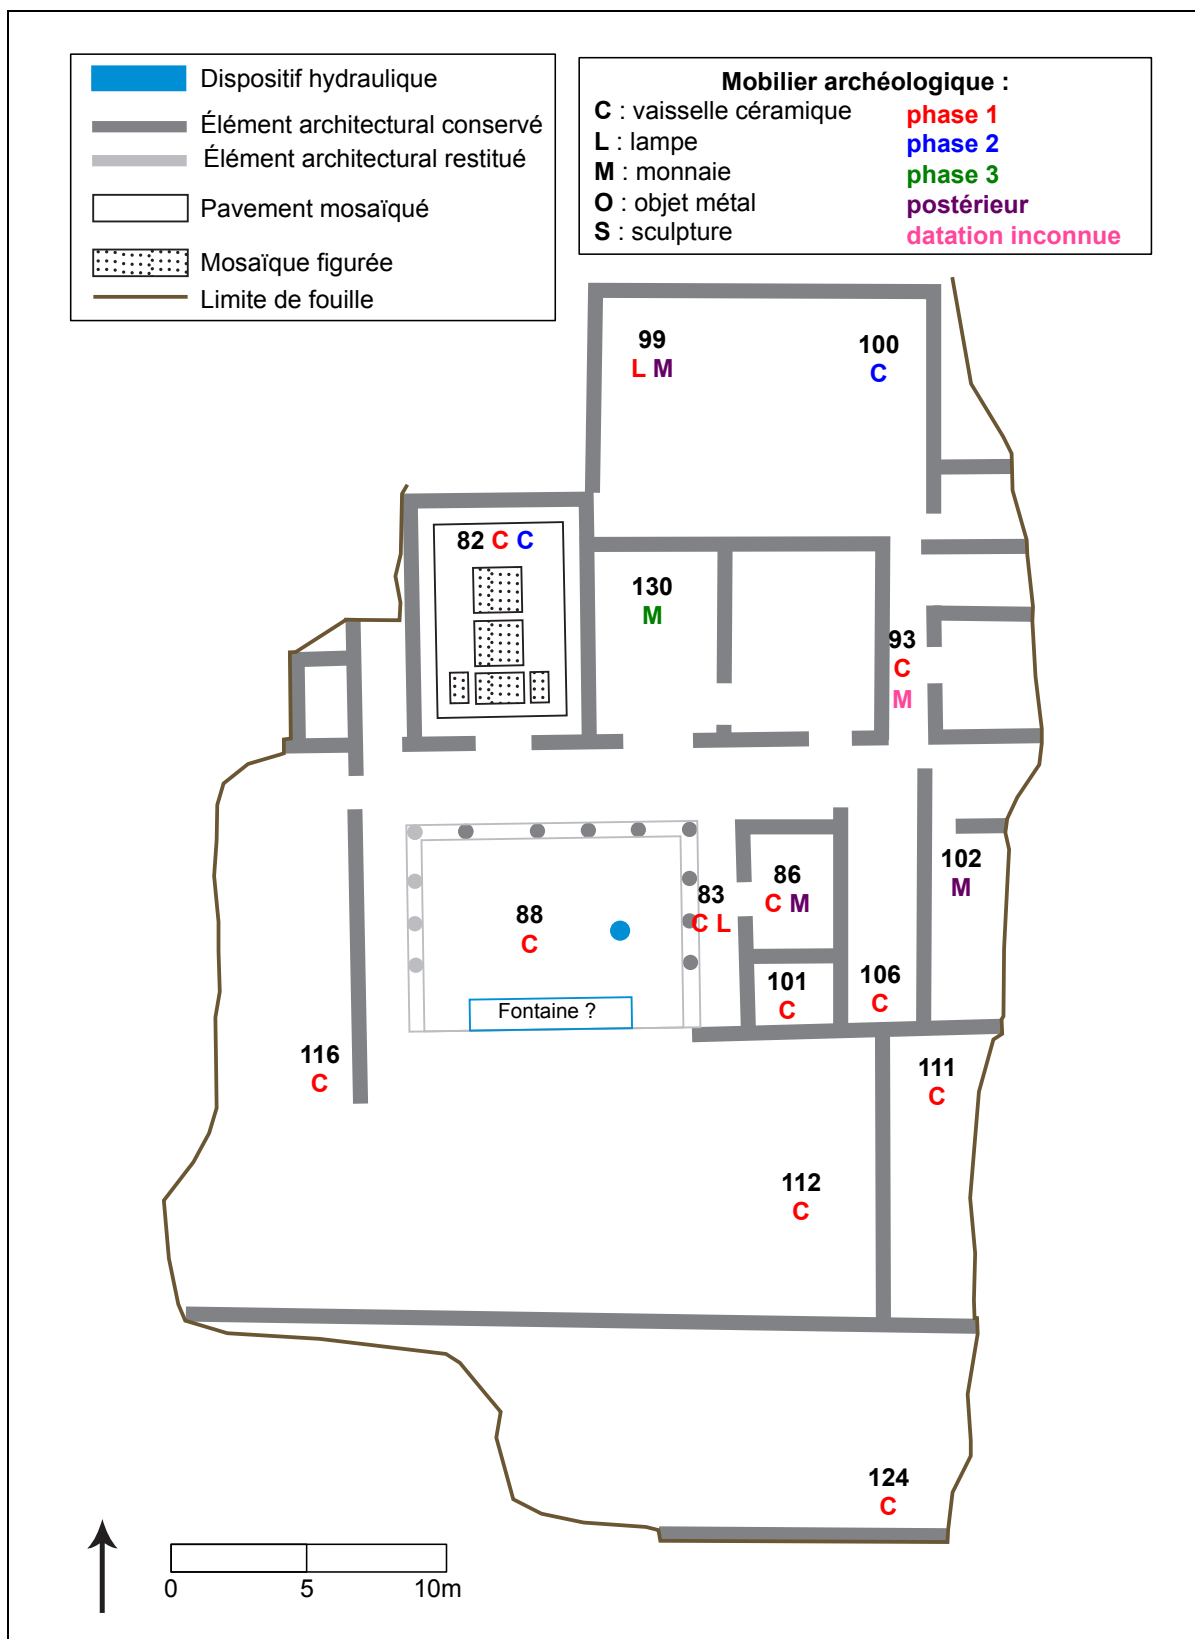 Dispositif hydraulique
Élément architectural conservé
Élément architectural restitué
Pavement mosaïqué
Mosaïque figurée
Limite de fouille
Mobilier archéologique :
C : vaisselle céramique
L : lampe
M : monnaie
O : objet métal
S : sculpture
phase 1
phase 2
phase 3
postérieur
datation inconnue
99
L M
100
C
82 C C
130
M
93
C
M
102
M
86
C M
83
C L
88
C
101
C
106
C
Fontaine ?
116
C
111
C
112
C
124
C
0 5 10m